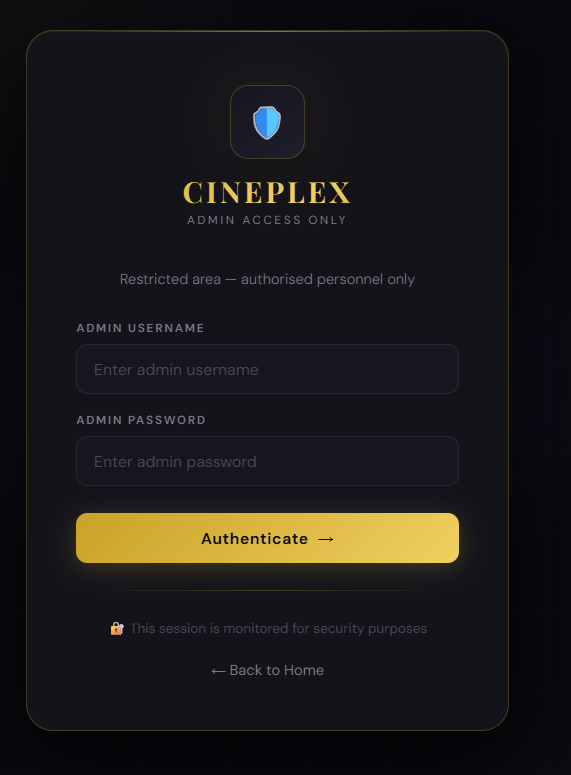 CINEPLEX
ADMIN ACCESS ONLY
Restricted area — authorised personnel only
ADMIN USERNAME
Enter admin username
ADMIN PASSWORD
Enter admin password
Authenticate →
🔐 This session is monitored for security purposes
← Back to Home